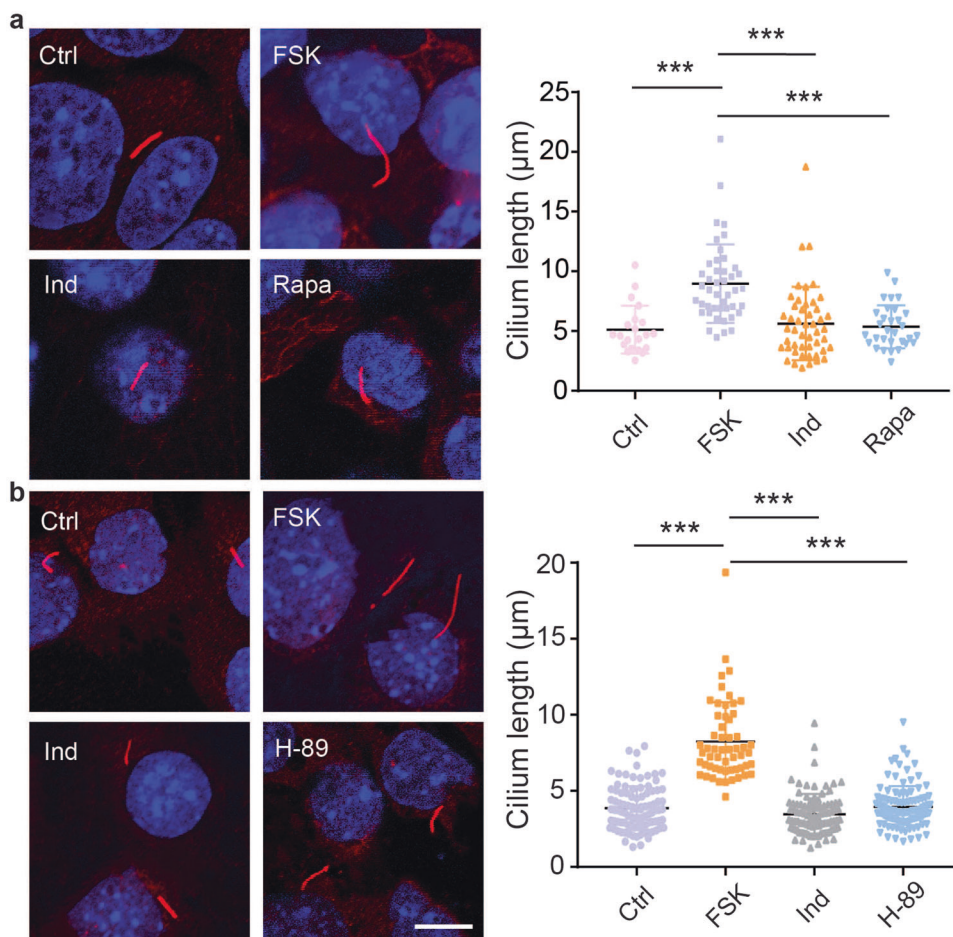 a
Ctrl
FSK
Ind
Rapa
***
***
***
Cilium length (μm)
25
20
15
10
5
0
Ctrl
FSK
Ind
Rapa
b
Ctrl
FSK
Ind
H-89
***
***
***
Cilium length (μm)
20
15
10
5
0
Ctrl
FSK
Ind
H-89